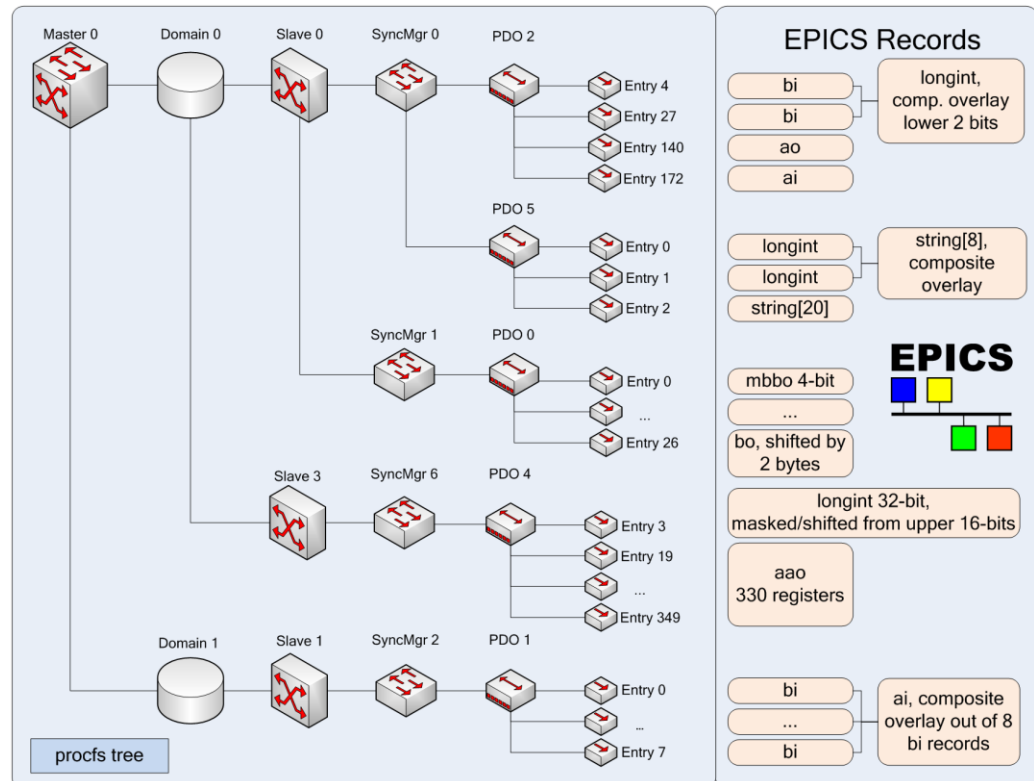 Master 0
Domain 0
Slave 0
SyncMgr 0
PDO 2
Entry 4
Entry 27
Entry 140
Entry 172
PDO 5
Entry 0
Entry 1
Entry 2
SyncMgr 1
PDO 0
Entry 0
...
Entry 26
Slave 3
SyncMgr 6
PDO 4
Entry 3
Entry 19
...
Entry 349
Domain 1
Slave 1
SyncMgr 2
PDO 1
Entry 0
...
Entry 7
procfs tree
EPICS Records
bi
bi
ao
ai
longint,
comp. overlay
lower 2 bits
longint
longint
string[20]
string[8],
composite
overlay
EPICS
mbbo 4-bit
...
bo, shifted by
2 bytes
longint 32-bit,
masked/shifted from upper 16-bits
aao
330 registers
bi
...
bi
ai, composite
overlay out of 8
bi records